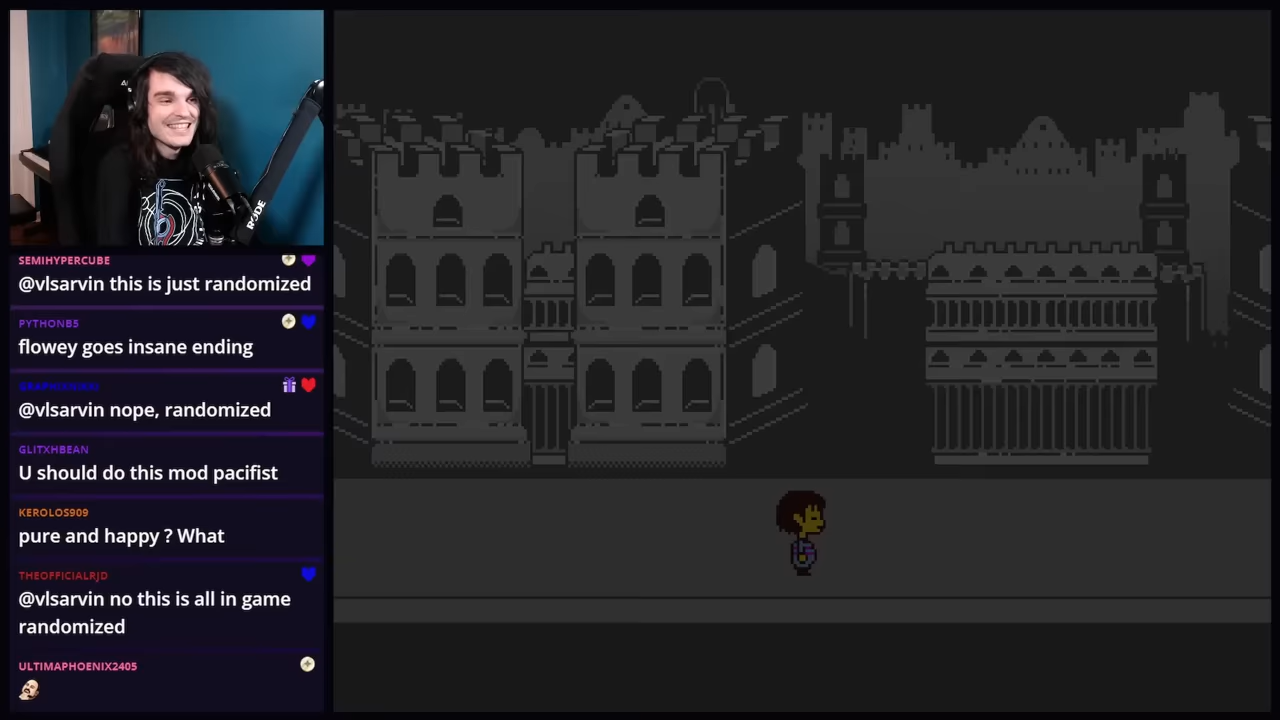 RØDE
SEMIHYPERCUBE
@vlsarvin this is just randomized
PYTHONB5
flowey goes insane ending
@vlsarvin nope, randomized
GLITXHBEAN
U should do this mod pacifist
KEROLOS909
pure and happy ? What
THEOFFICIALRJD
@vlsarvin no this is all in game
randomized
ULTIMAPHOENIX2405